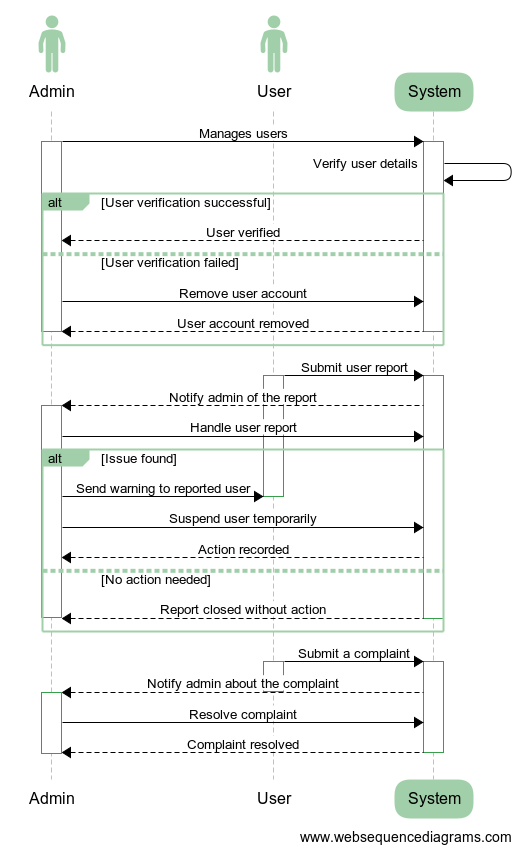 Admin
User
System
Manages users
Verify user details
alt
[User verification successful]
User verified
[User verification failed]
Remove user account
User account removed
Submit user report
Notify admin of the report
Handle user report
alt
[Issue found]
Send warning to reported user
Suspend user temporarily
Action recorded
[No action needed]
Report closed without action
Submit a complaint
Notify admin about the complaint
Resolve complaint
Complaint resolved
Admin
User
System
www.websequencediagrams.com